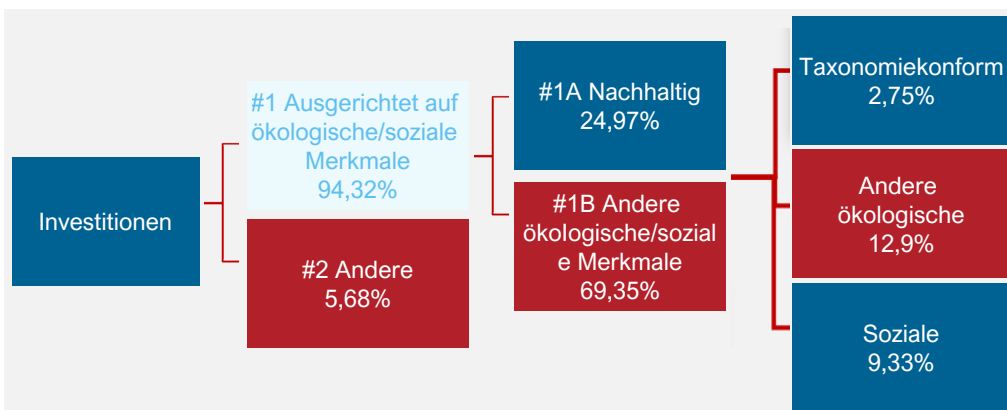 Investitionen
#1 Ausgerichtet auf
ökologische/soziale
Merkmale
94,32%
#2 Andere
5,68%
#1A Nachhaltig
24,97%
#1B Andere
ökologische/sozial
e Merkmale
69,35%
Taxonomiekonform
2,75%
Andere
ökologische
12,9%
Soziale
9,33%